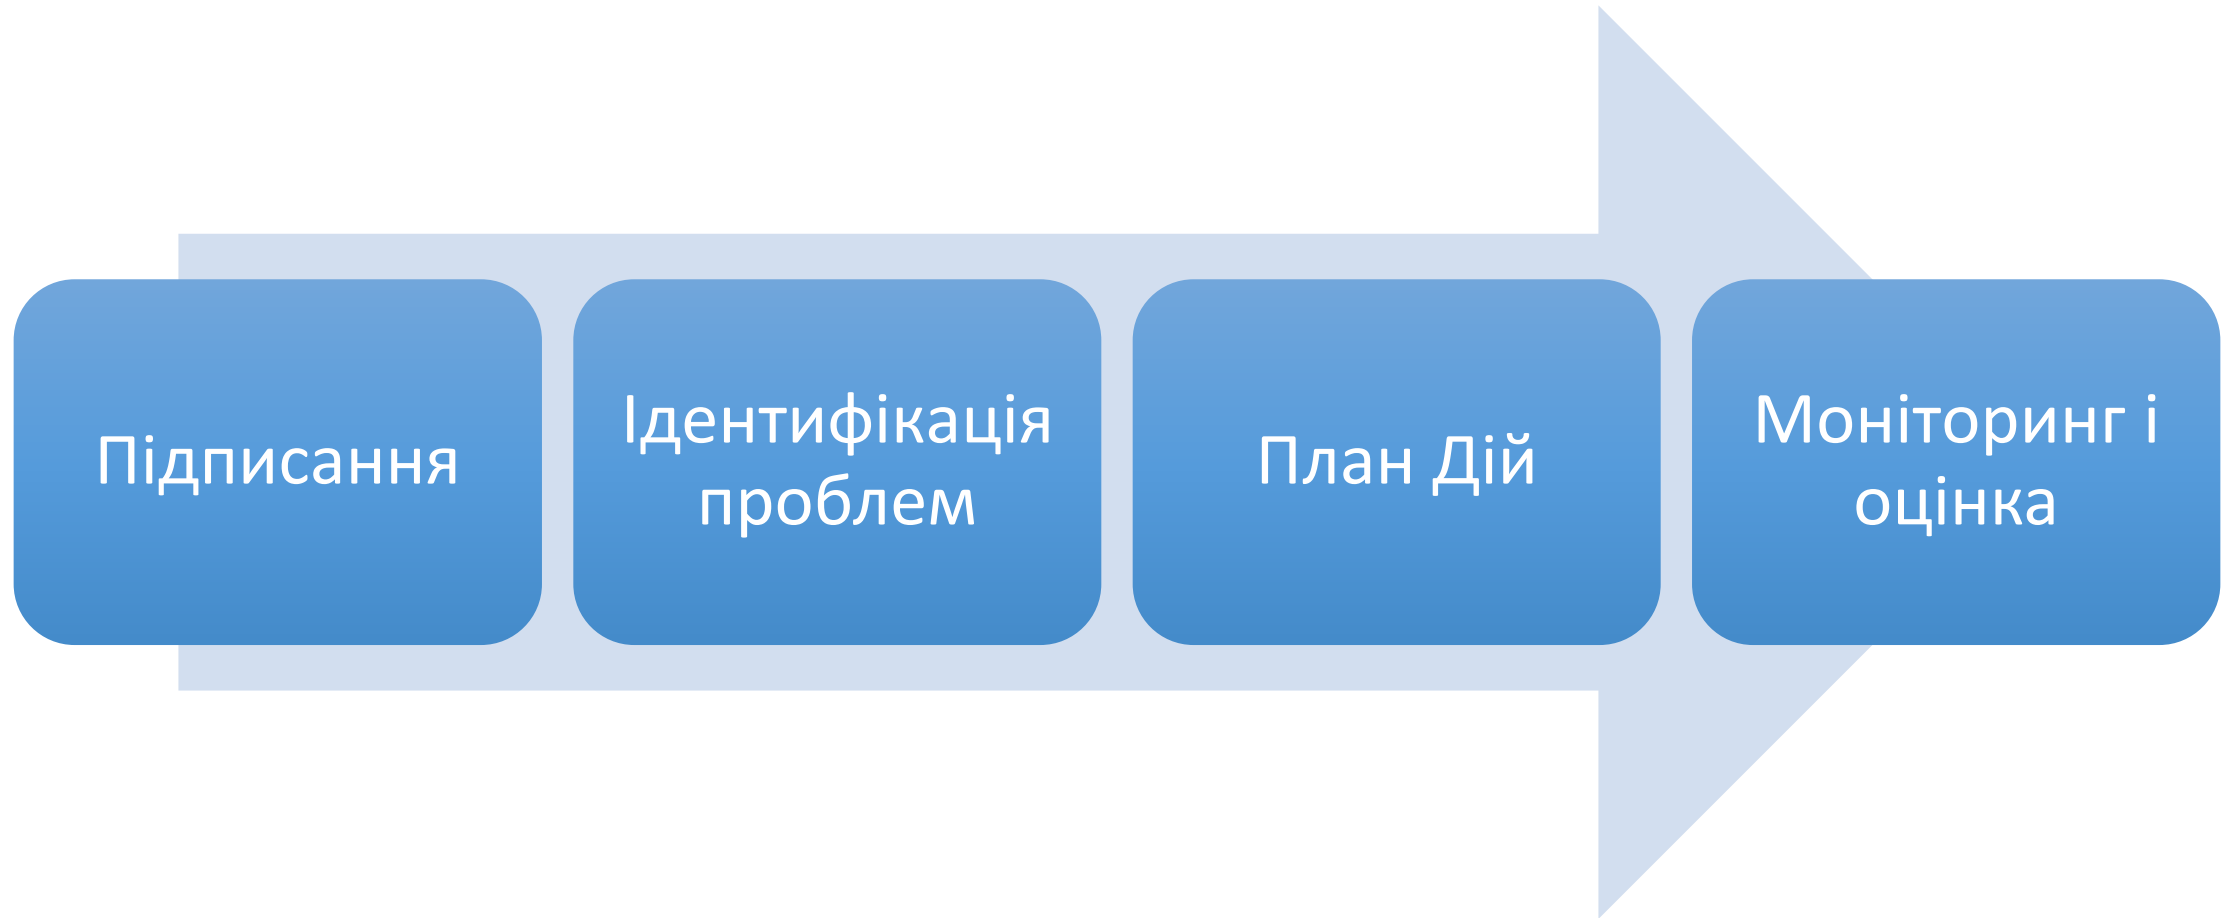 Підписання
Ідентифікація
проблем
План Дій
Моніторинг і
оцінка